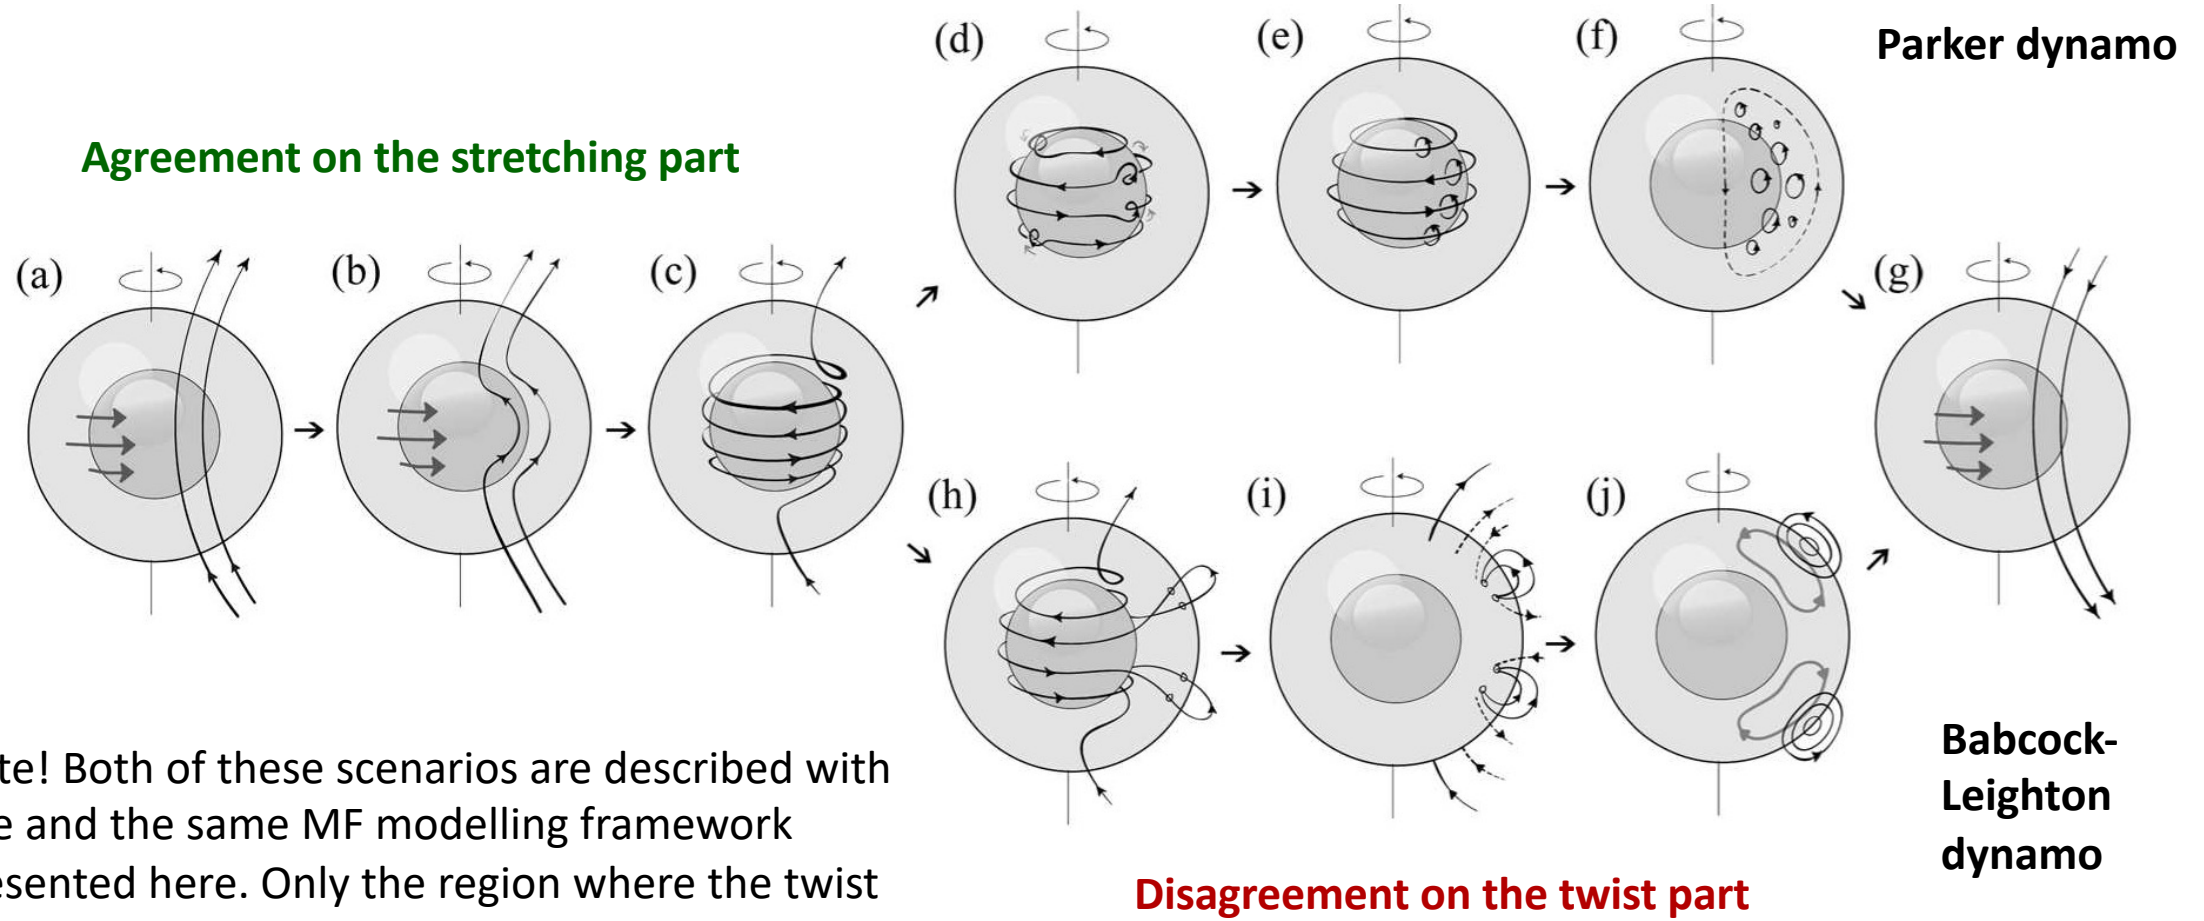 (d)
(e)
(f)
Parker dynamo
Agreement on the stretching part
(a)
(b)
(c)
(g)
(h)
(i)
(j)
te! Both of these scenarios are described with
e and the same MF modelling framework
esented here. Only the region where the twist
Babcock-
Leighton
dynamo
Disagreement on the twist part